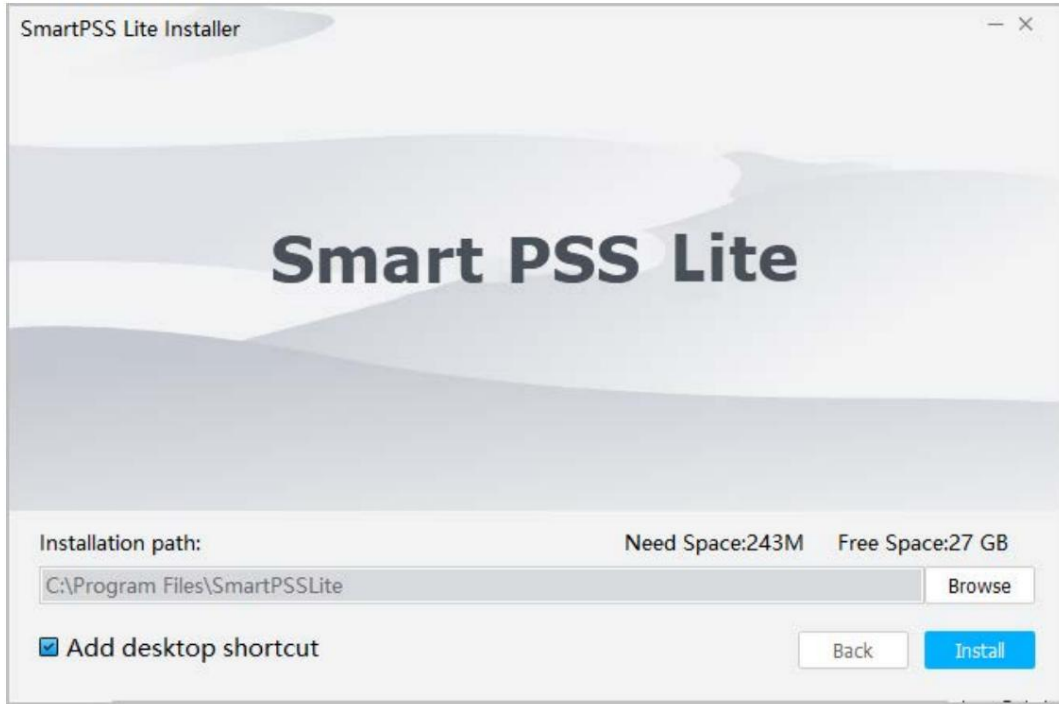 SmartPSS Lite Installer
Smart PSS Lite
Installation path:
Need Space:243M
Free Space:27 GB
C:\Program Files\SmartPSSLite
Browse
Add desktop shortcut
Back
Install